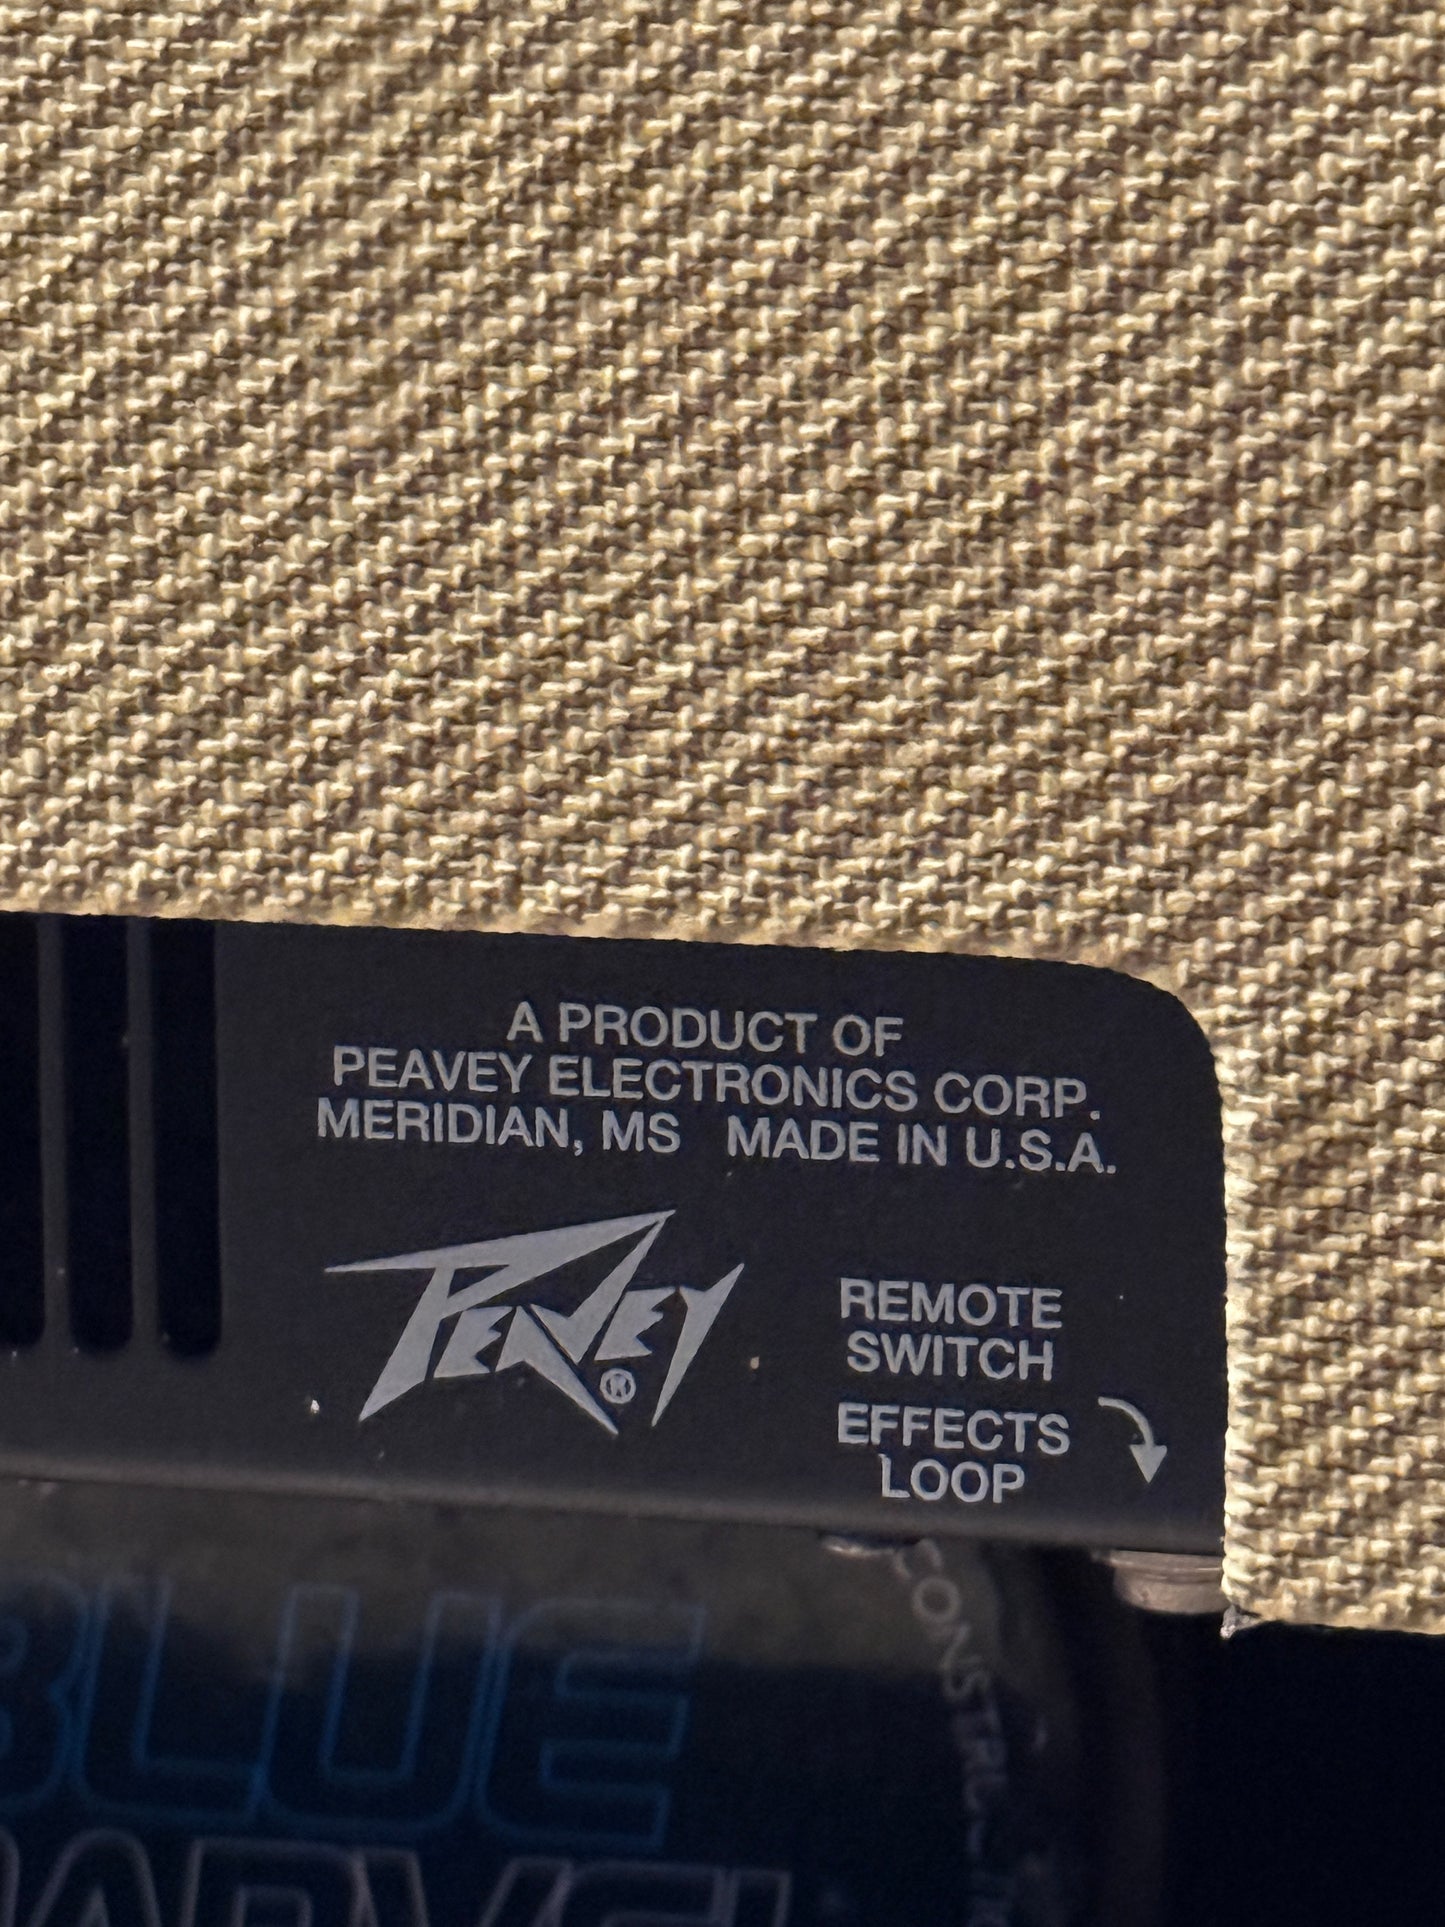 A PRODUCT OF
PEAVEY ELECTRONICS CORP.
MERIDIAN, MS MADE IN U.S.A.
PEAVEY®
REMOTE
SWITCH
EFFECTS
LOOP
BLUE